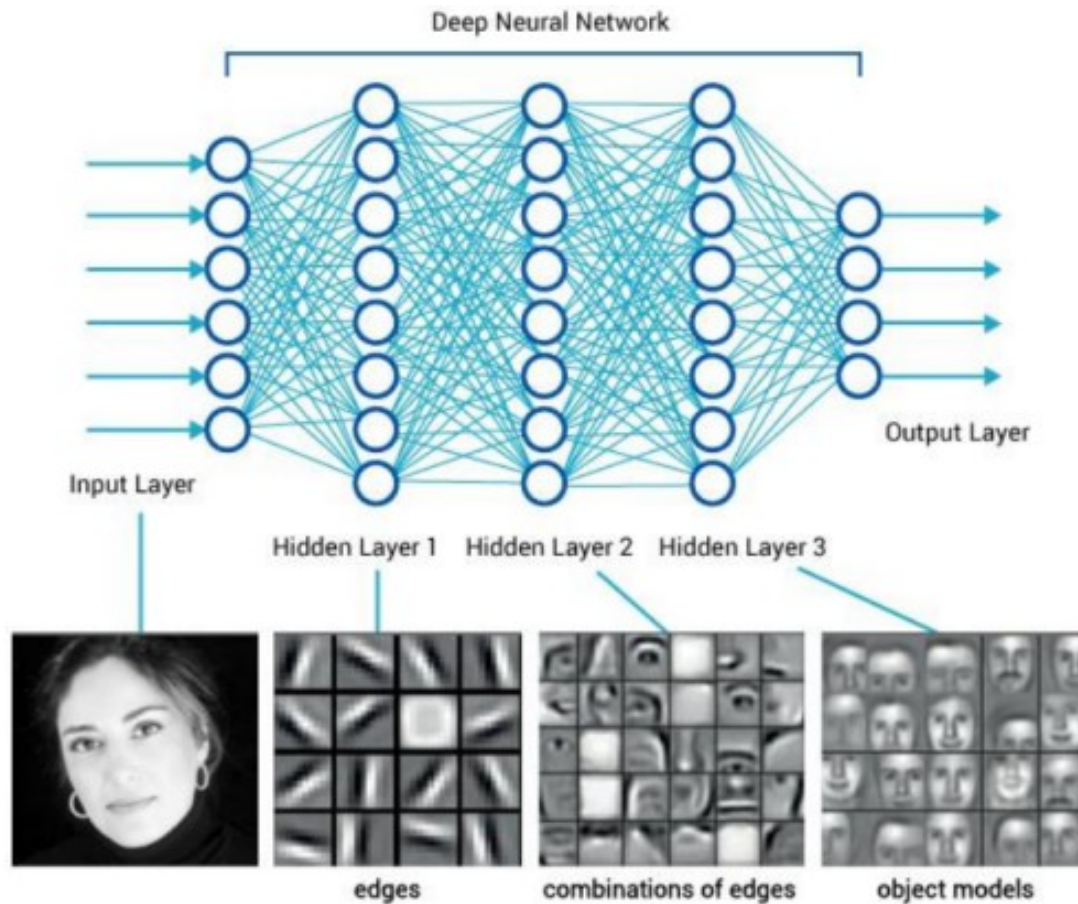 Deep Neural Network
Output Layer
Input Layer
Hidden Layer 1 Hidden Layer 2 Hidden Layer 3
edges combinations of edges object models